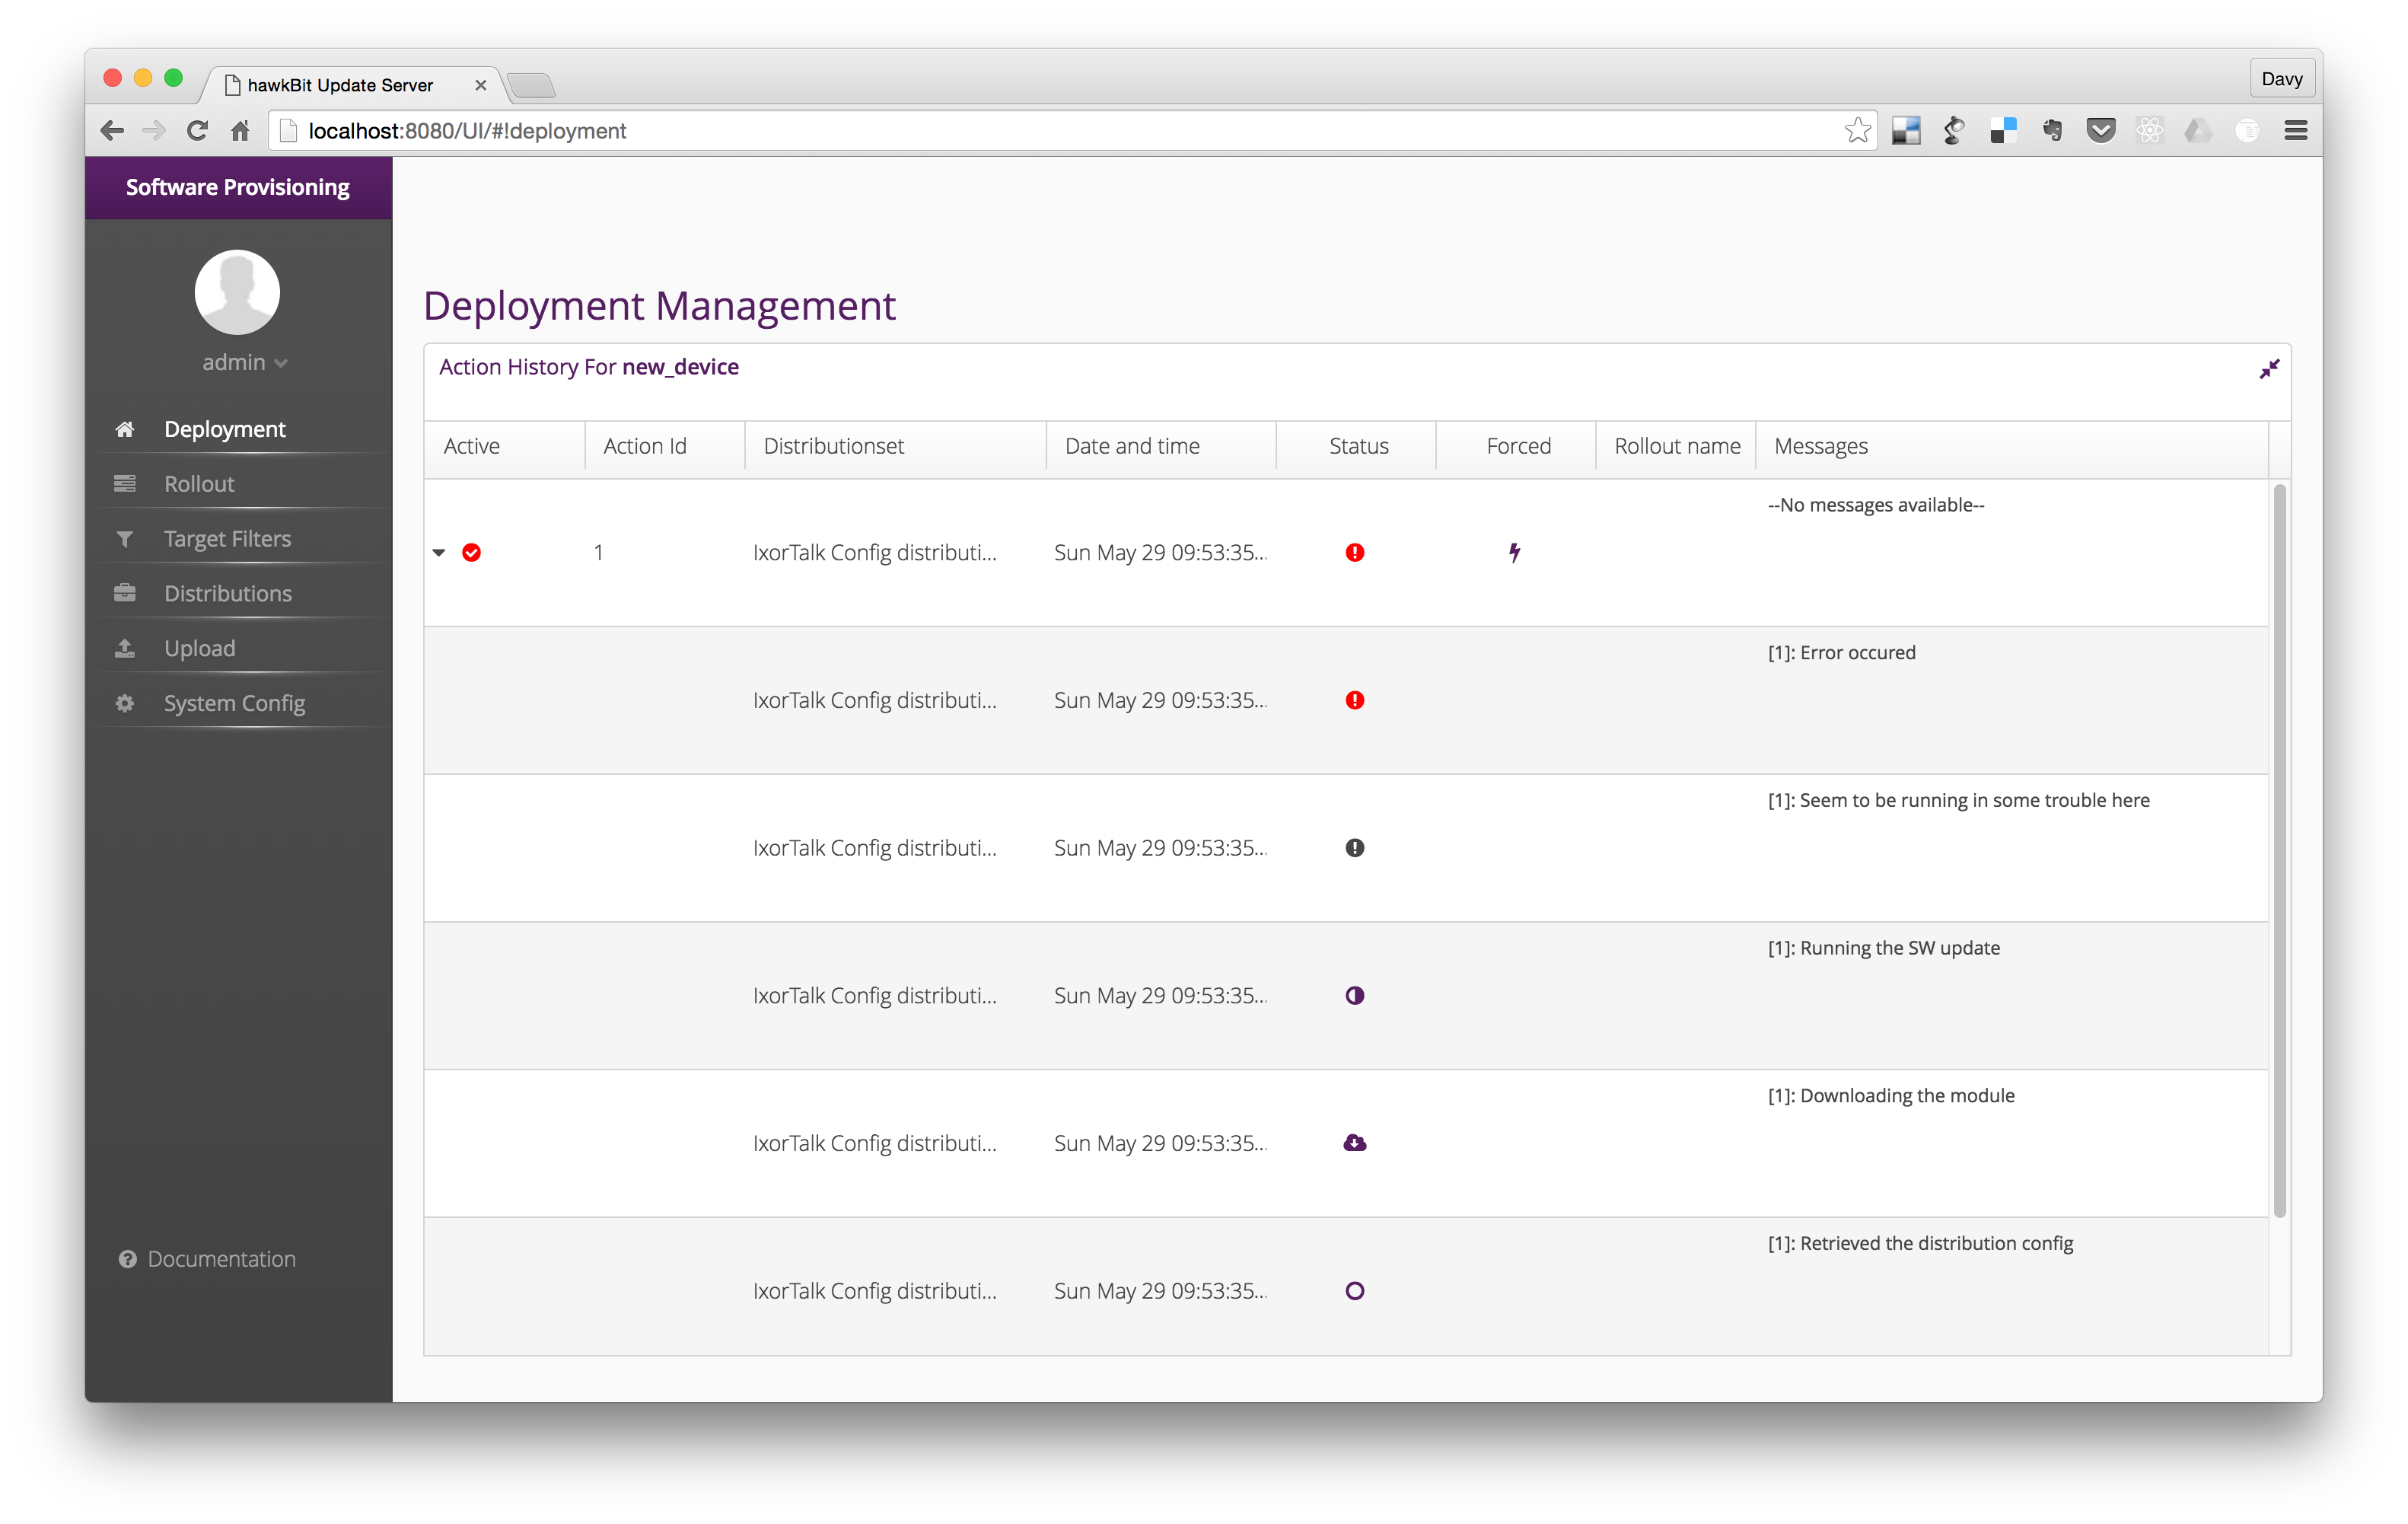 hawkBit Update Server
Davy
localhost:8080/UI/#!deployment
Software Provisioning
admin
Deployment
Rollout
Target Filters
Distributions
Upload
System Config
Documentation
Deployment Management
Action History For new_device
Active Action Id Distributionset Date and time Status Forced Rollout name Messages
--No messages available--
1 IxorTalk Config distributi... Sun May 29 09:53:35...
[1]: Error occured
IxorTalk Config distributi... Sun May 29 09:53:35...
[1]: Seem to be running in some trouble here
IxorTalk Config distributi... Sun May 29 09:53:35...
[1]: Running the SW update
IxorTalk Config distributi... Sun May 29 09:53:35...
[1]: Downloading the module
IxorTalk Config distributi... Sun May 29 09:53:35...
[1]: Retrieved the distribution config
IxorTalk Config distributi... Sun May 29 09:53:35...